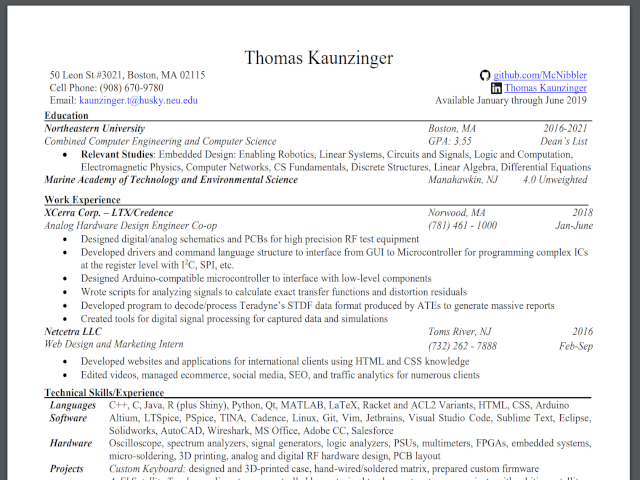 Thomas Kaunzinger
50 Leon St #3021, Boston, MA 02115
github.com/McNibbler
Cell Phone: (908) 670-9780
Thomas Kaunzinger
Email: kaunzinger.t@husky.neu.edu
Available January through June 2019
Education
Northeastern University Boston, MA 2016-2021
Combined Computer Engineering and Computer Science GPA: 3.55 Dean's List
• Relevant Studies: Embedded Design: Enabling Robotics, Linear Systems, Circuits and Signals, Logic and Computation,
Electromagnetic Physics, Computer Networks, CS Fundamentals, Discrete Structures, Linear Algebra, Differential Equations
Marine Academy of Technology and Environmental Science Manahawkin, NJ 4.0 Unweighted
Work Experience
XCerra Corp. – LTX/Credence Norwood, MA 2018
Analog Hardware Design Engineer Co-op (781) 461 - 1000 Jan-June
• Designed digital/analog schematics and PCBs for high precision RF test equipment
• Developed drivers and command language structure to interface from GUI to Microcontroller for programming complex ICs
at the register level with I²C, SPI, etc.
• Designed Arduino-compatible microcontroller to interface with low-level components
• Wrote scripts for analyzing signals to calculate exact transfer functions and distortion residuals
• Developed program to decode/process Teradyne's STDF data format produced by ATEs to generate massive reports
• Created tools for digital signal processing for captured data and simulations
Netcetra LLC Toms River, NJ 2016
Web Design and Marketing Intern (732) 262 - 7888 Feb-Sep
• Developed websites and applications for international clients using HTML and CSS knowledge
• Edited videos, managed ecommerce, social media, SEO, and traffic analytics for numerous clients
Technical Skills/Experience
Languages C++, C, Java, R (plus Shiny), Python, Qt, MATLAB, LaTeX, Racket and ACL2 Variants, HTML, CSS, Arduino
Software Altium, LTSpice, PSpice, TINA, Cadence, Linux, Git, Vim, Jetbrains, Visual Studio Code, Sublime Text, Eclipse,
Solidworks, AutoCAD, Wireshark, MS Office, Adobe CC, Salesforce
Hardware Oscilloscope, spectrum analyzers, signal generators, logic analyzers, PSUs, multimeters, FPGAs, embedded systems,
micro-soldering, 3D printing, analog and digital RF hardware design, PCB layout
Projects Custom Keyboard: designed and 3D-printed case, hand-wired/soldered matrix, prepared custom firmware